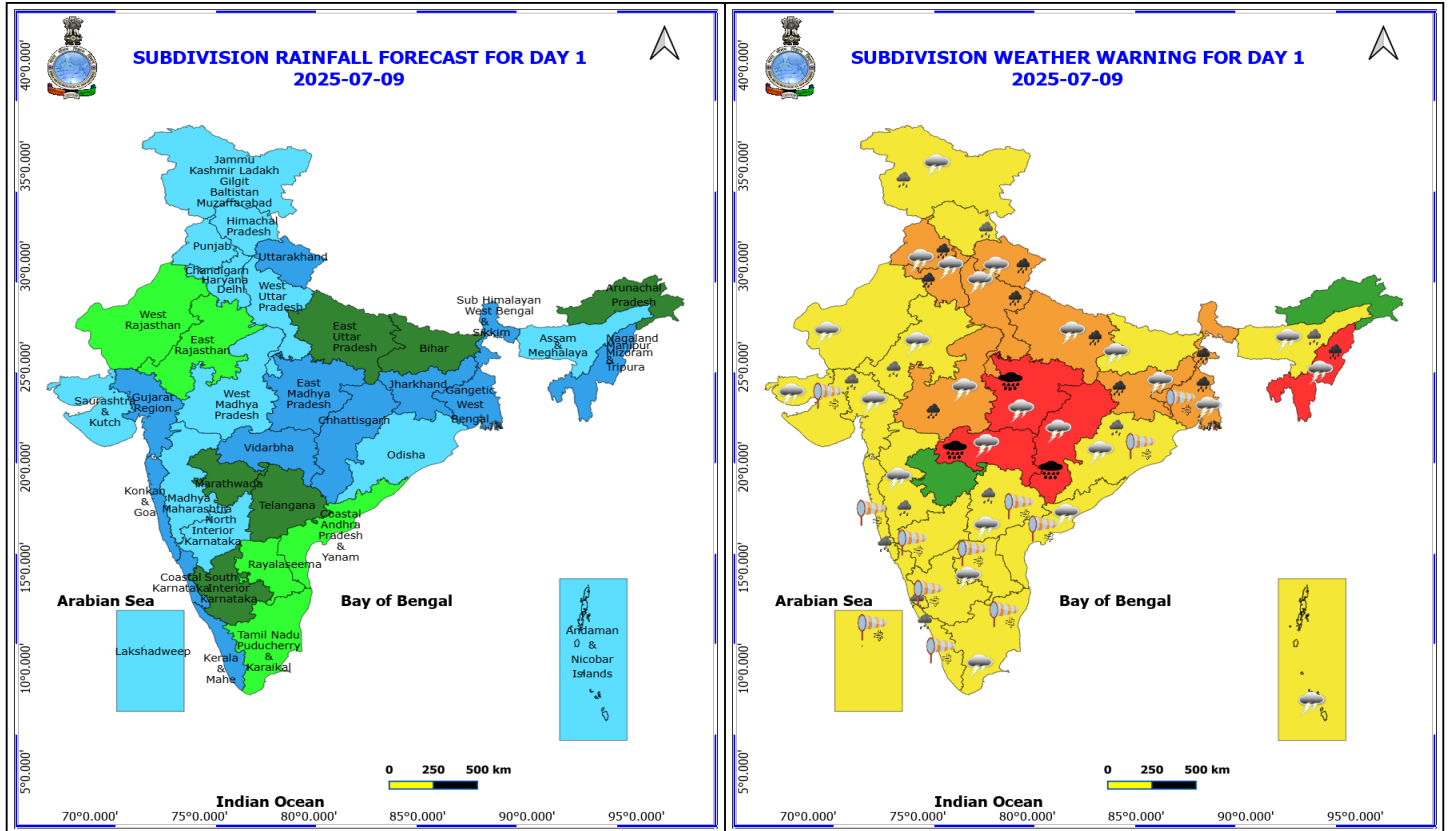 SUBDIVISION RAINFALL FORECAST FOR DAY 1
2025-07-09
40°0.000'
35°0.000'
30°0.000'
25°0.000'
20°0.000'
15°0.000'
10°0.000'
5°0.000'
Jammu
Kashmir Ladakh
Gilgit
Baltistan
Muzaffarabad
Himachal
Pradesh
Punjab
Uttarakhand
Chandigarh
Haryana
Delhi
West
Uttar
Pradesh
West
Rajasthan
East
Rajasthan
East
Uttar
Pradesh
Bihar
Sub Himalayan
West Bengal
&
Sikkim
Arunachal
Pradesh
Assam
&
Meghalaya
Nagaland
Manipur
Mizoram
&
Tripura
Saurashtra
&
Kutch
Gujarat
Region
West
Madhya
Pradesh
East
Madhya
Pradesh
Jharkhand
Gangetic
West
Bengal
Chhattisgarh
Vidarbha
Odisha
Konkan
&
Goa
Madhya
Maharashtra
Marathwada
Telangana
North
Interior
Karnataka
Coastal
Andhra
Pradesh
&
Yanam
Rayalaseema
Coastal
Karnataka
South
Interior
Karnataka
Tamil Nadu
Puducherry
&
Karaikal
Kerala
&
Mahe
Arabian Sea
Bay of Bengal
Lakshadweep
Andaman
&
Nicobar
Islands
0 250 500 km
Indian Ocean
70°0.000' 75°0.000' 80°0.000' 85°0.000' 90°0.000' 95°0.000'
SUBDIVISION WEATHER WARNING FOR DAY 1
2025-07-09
40°0.000'
35°0.000'
30°0.000'
25°0.000'
20°0.000'
15°0.000'
10°0.000'
5°0.000'
Arabian Sea
Bay of Bengal
0 250 500 km
Indian Ocean
70°0.000' 75°0.000' 80°0.000' 85°0.000' 90°0.000' 95°0.000'